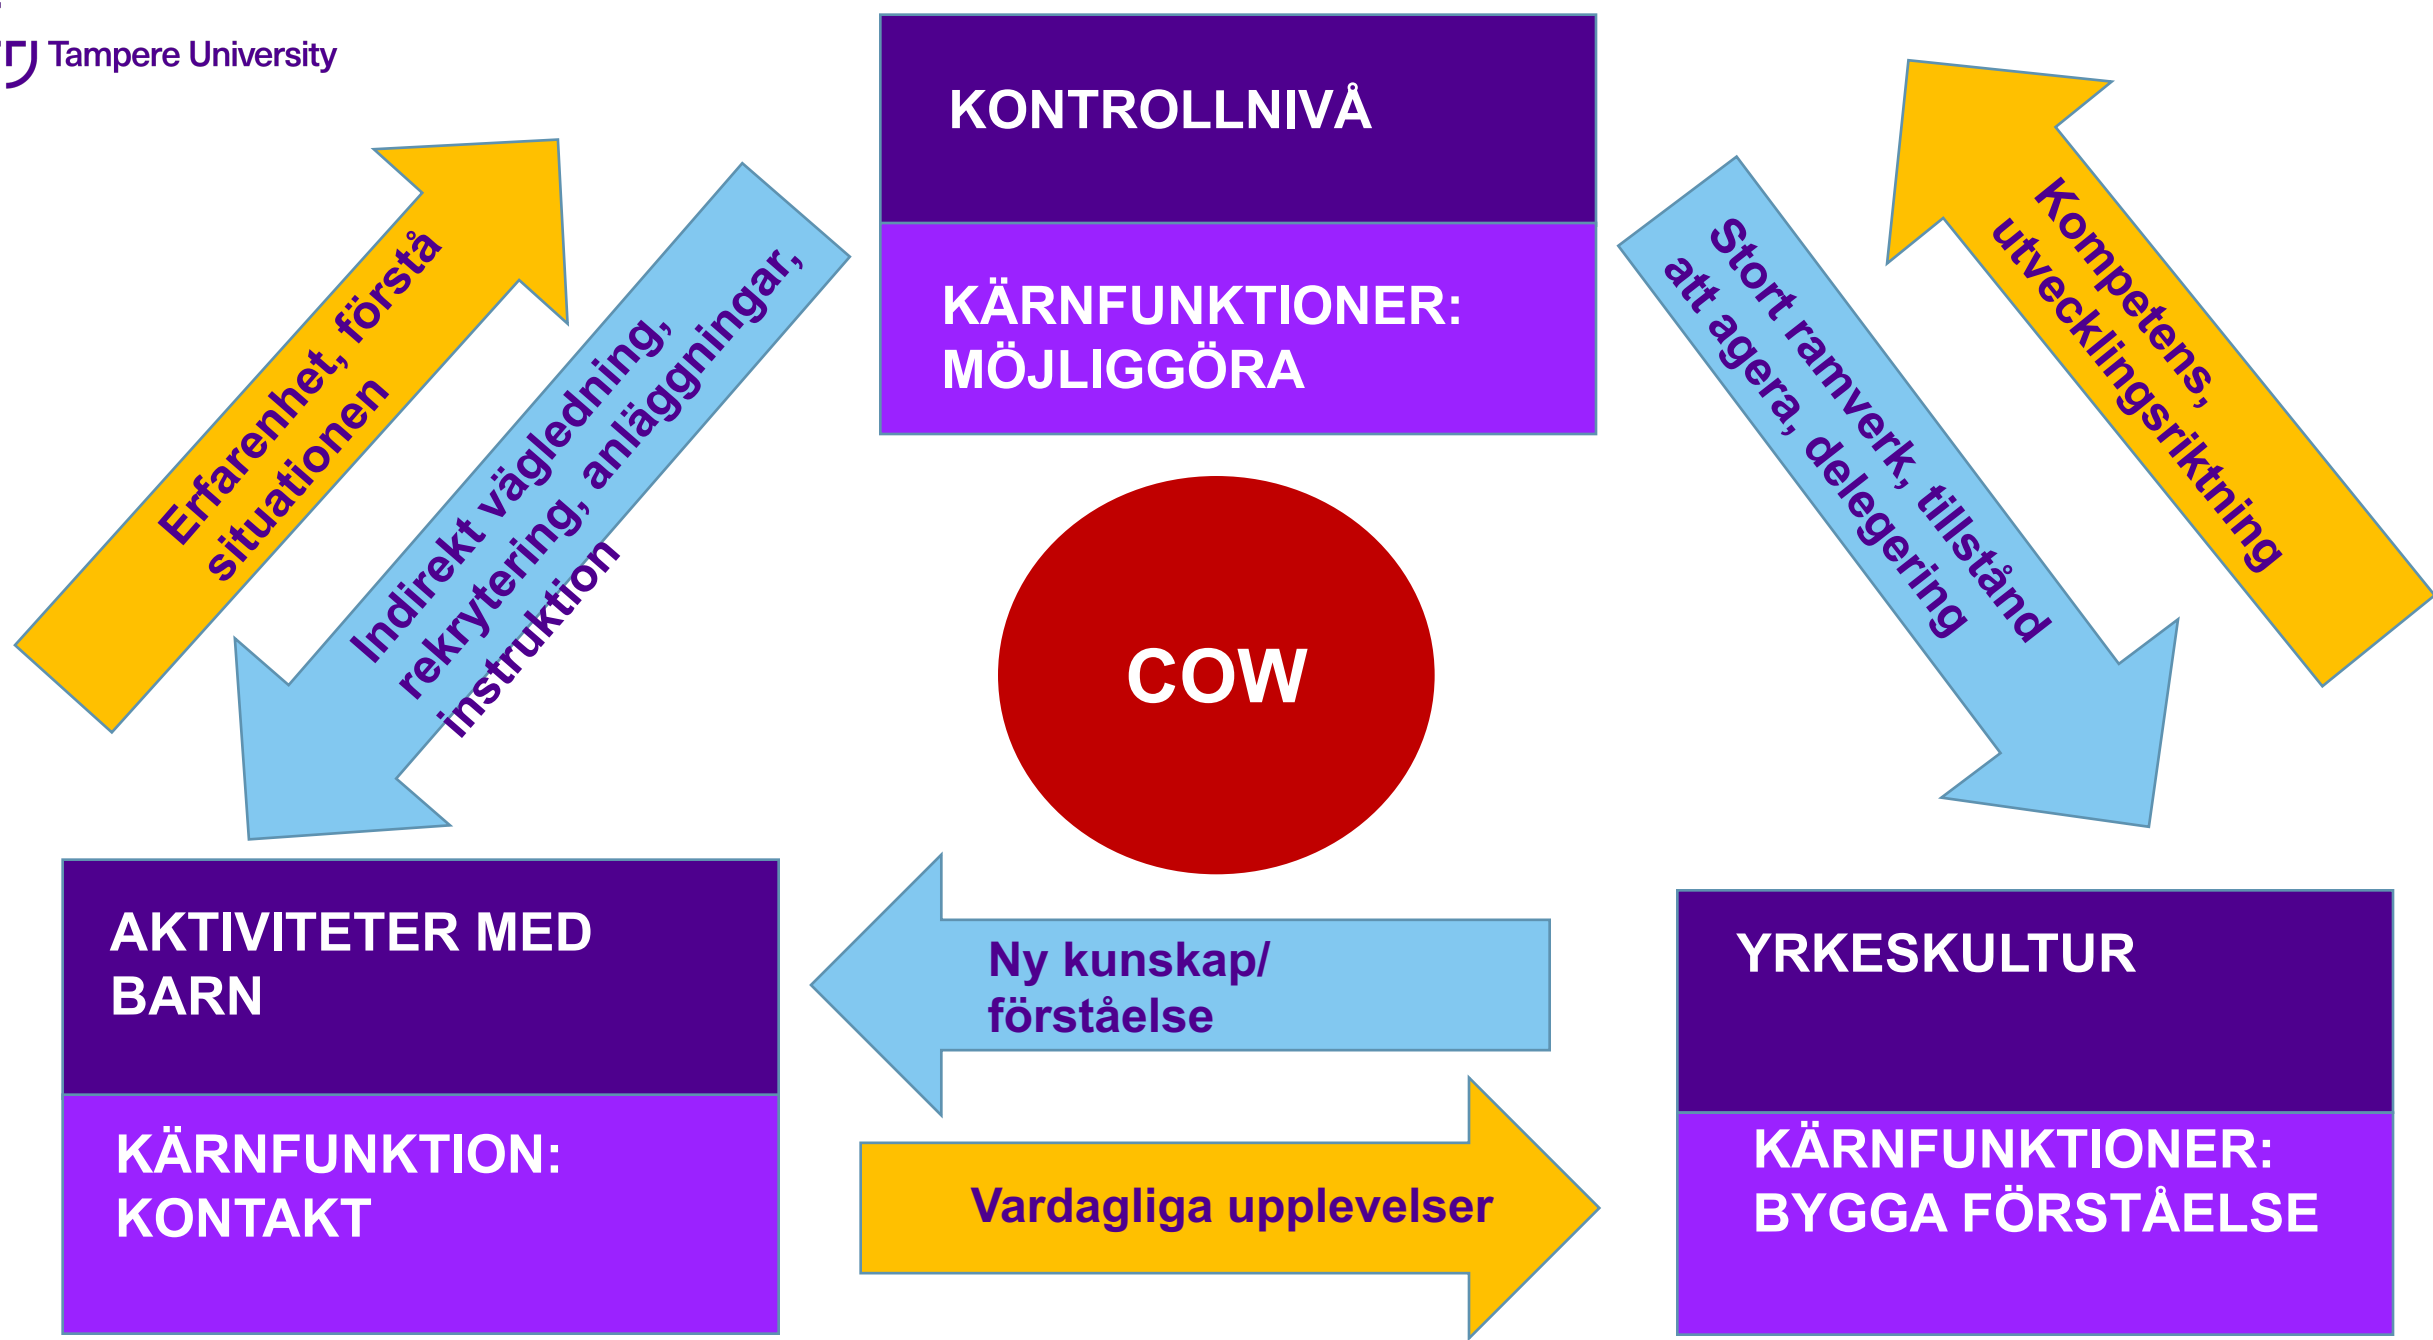 Tampere University
KONTROLLNIVÅ
KÄRNFUNKTIONER:
MÖJLIGGÖRA
Erfarenhet, förstå
situationen
Indirekt vägledning,
rekrytering, anläggningar,
instruktion
Stort ramverk, tillstånd
att agera, delegering
Kompetens,
utvecklingsriktning
COW
AKTIVITETER MED
BARN
KÄRNFUNKTION:
KONTAKT
Ny kunskap/
förståelse
Vardagliga upplevelser
YRKESKULTUR
KÄRNFUNKTIONER:
BYGGA FÖRSTÅELSE